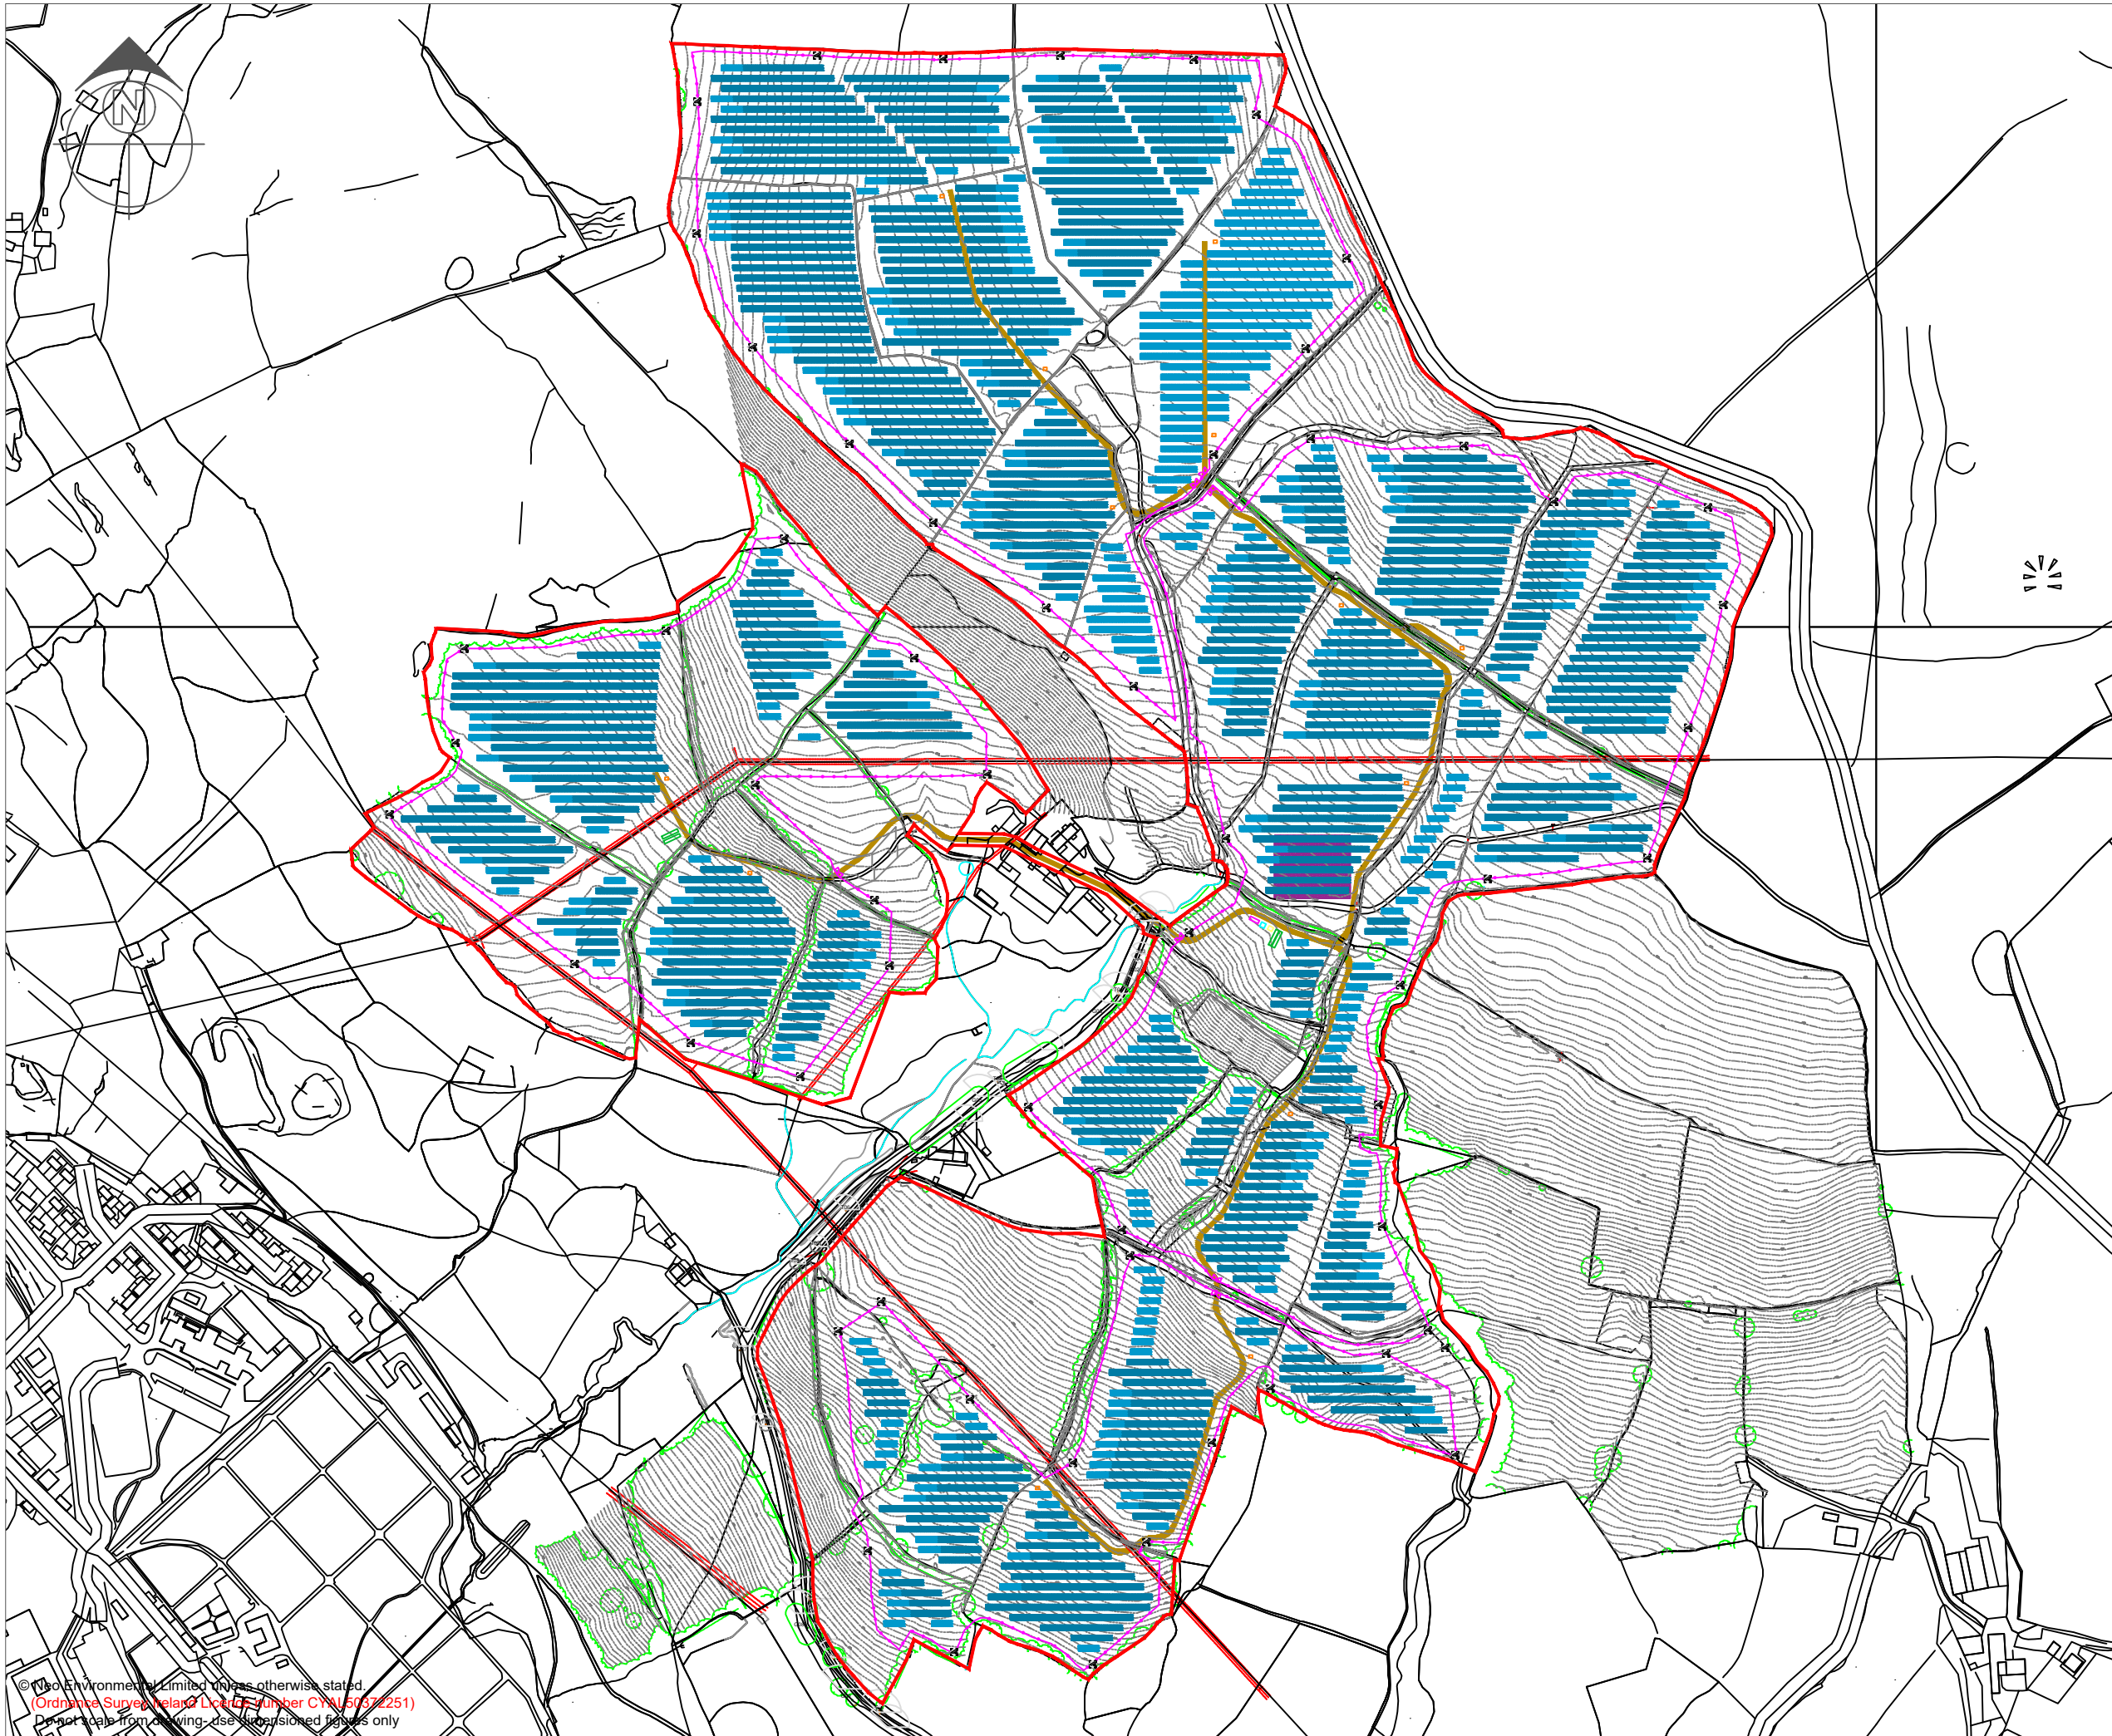 N
© Neo Environmental Limited unless otherwise stated.
(Ordnance Survey Ireland Licence number CYAL50372251)
Do not scale from drawing- use dimensioned figures only